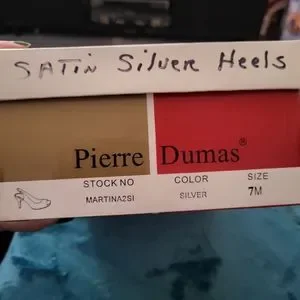 SATIN Silver Heels
Pierre Dumas®
STOCK NO COLOR SIZE
MARTINA2SI SILVER 7M